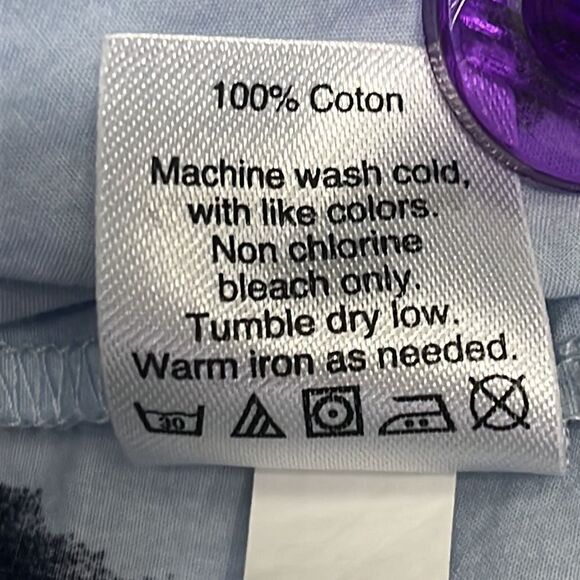 100% Coton
Machine wash cold,
with like colors.
Non chlorine
bleach only.
Tumble dry low.
Warm iron as needed.
30